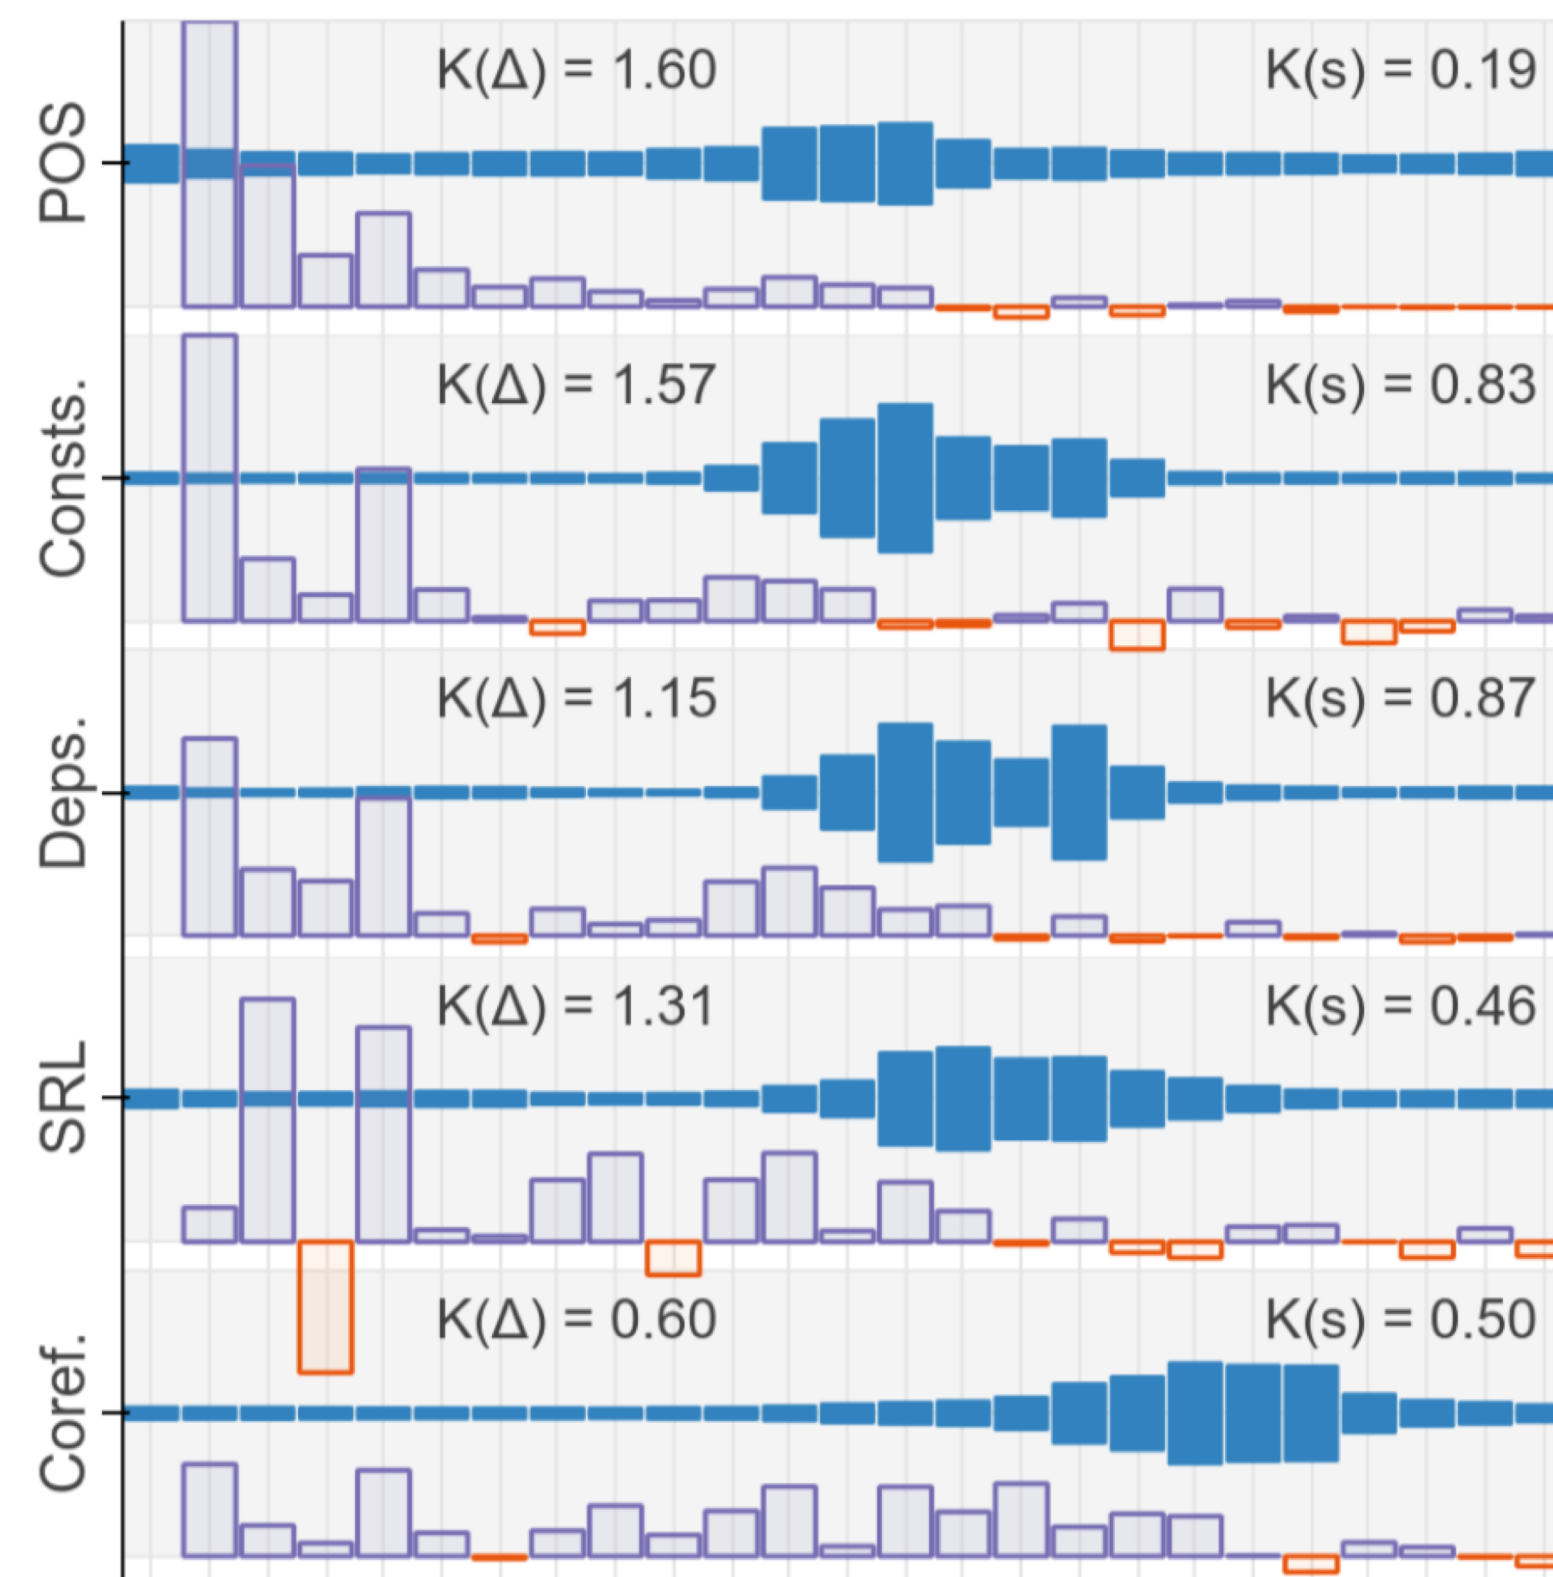 POS
K(Δ) = 1.60
K(s) = 0.19
Consts.
K(Δ) = 1.57
K(s) = 0.83
Deps.
K(Δ) = 1.15
K(s) = 0.87
SRL
K(Δ) = 1.31
K(s) = 0.46
Coref.
K(Δ) = 0.60
K(s) = 0.50